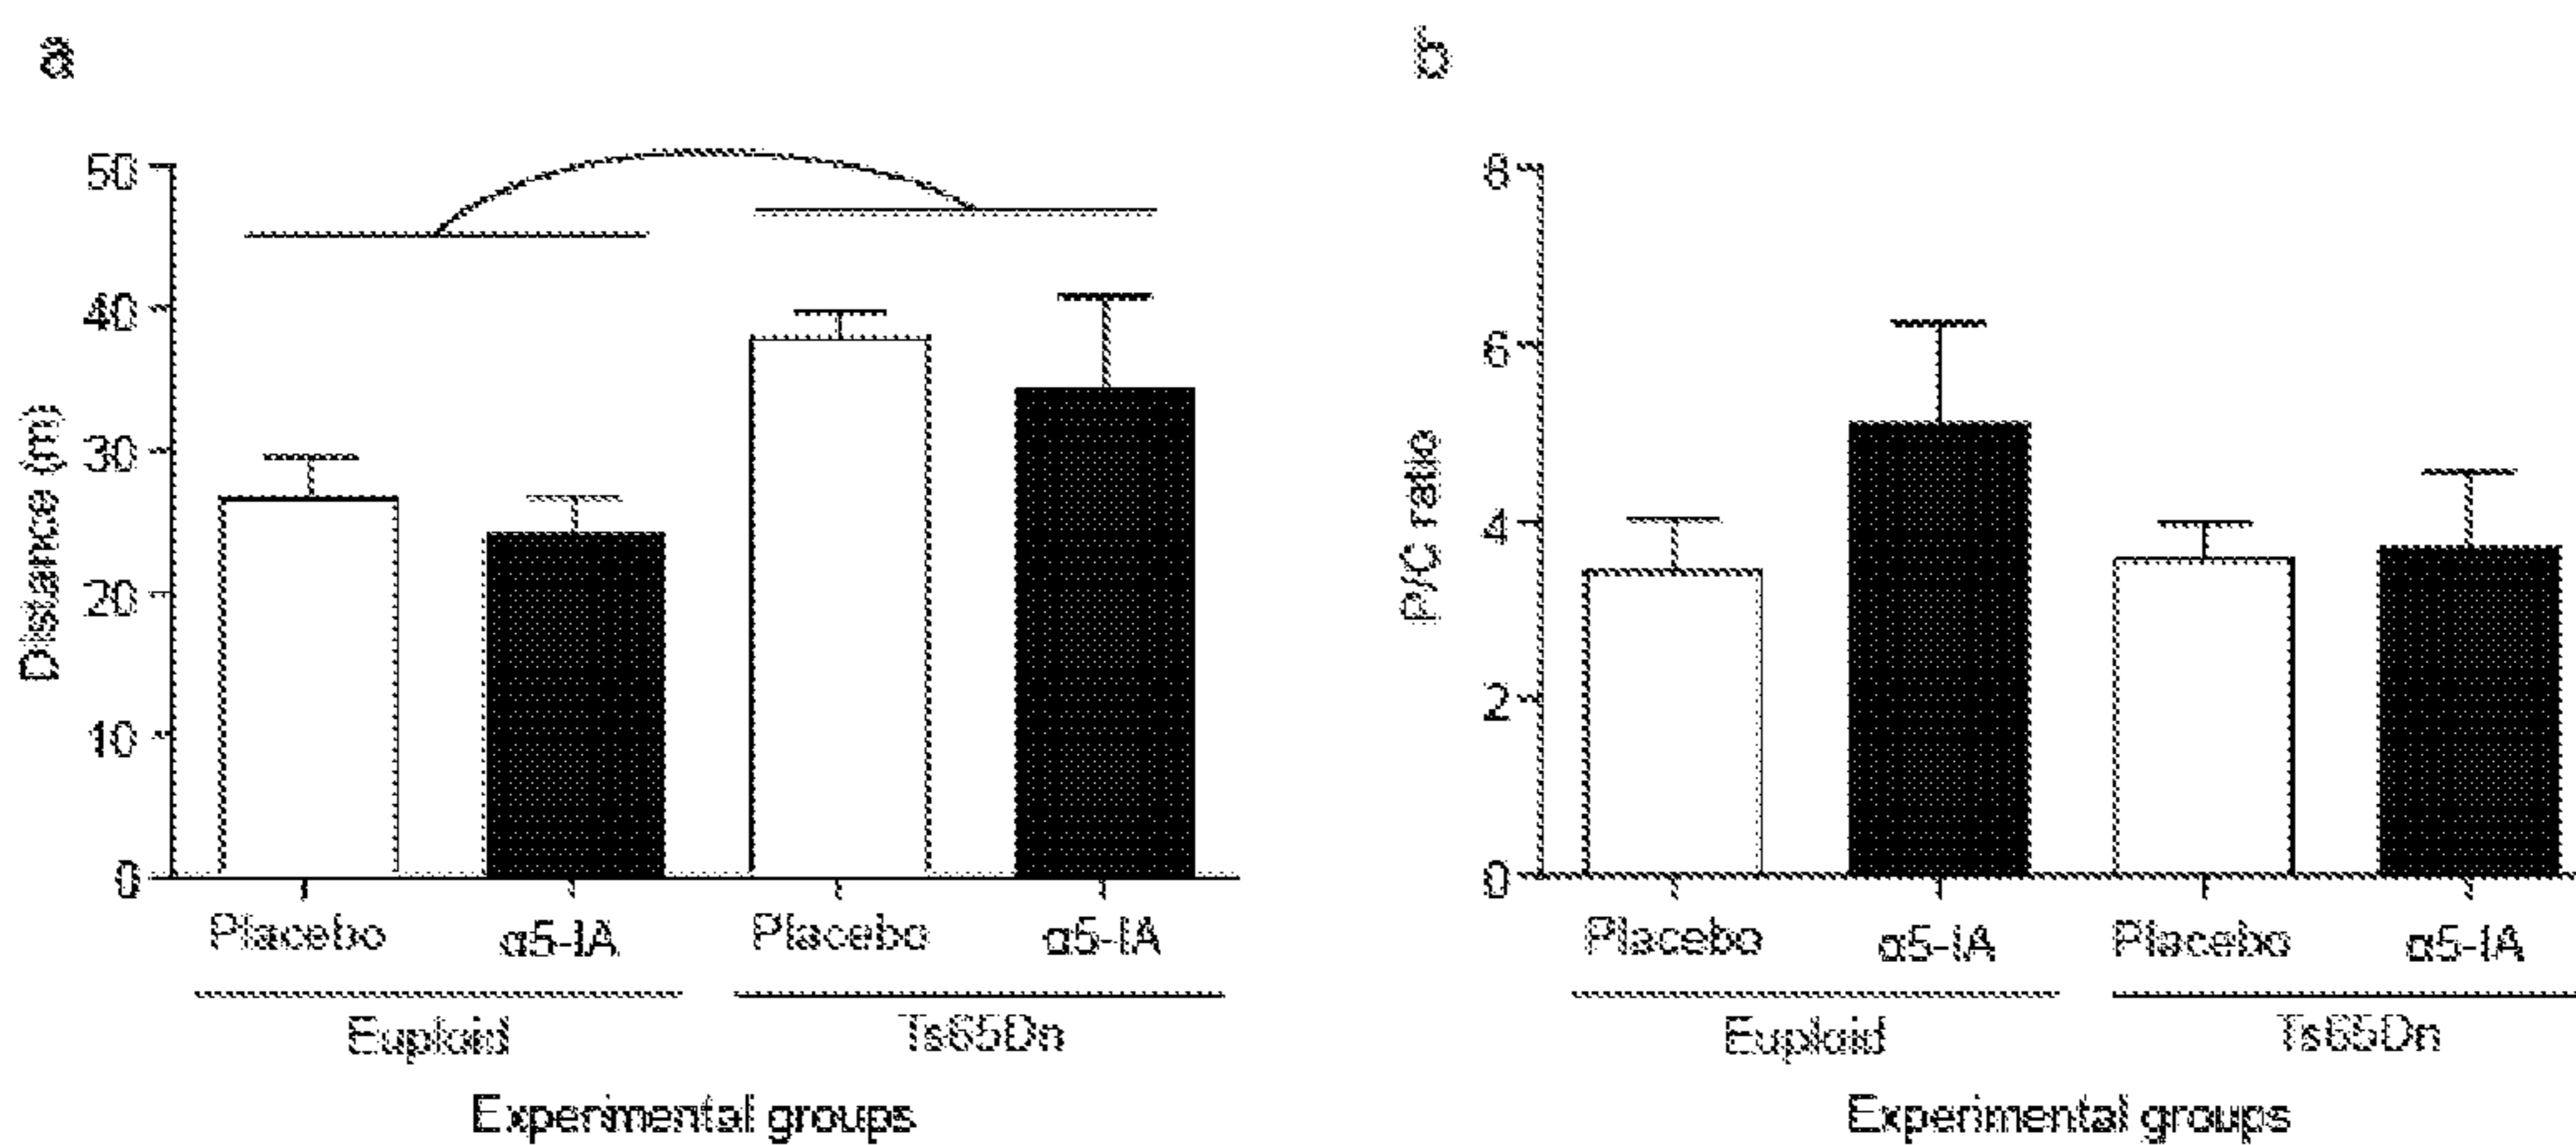 a
50
40
30
20
10
0
Distance (m)
Placebo α5-IA Placebo α5-IA
Euploid Ts65Dn
Experimental groups
b
8
6
4
2
0
P/C ratio
Placebo α5-IA Placebo α5-IA
Euploid Ts65Dn
Experimental groups